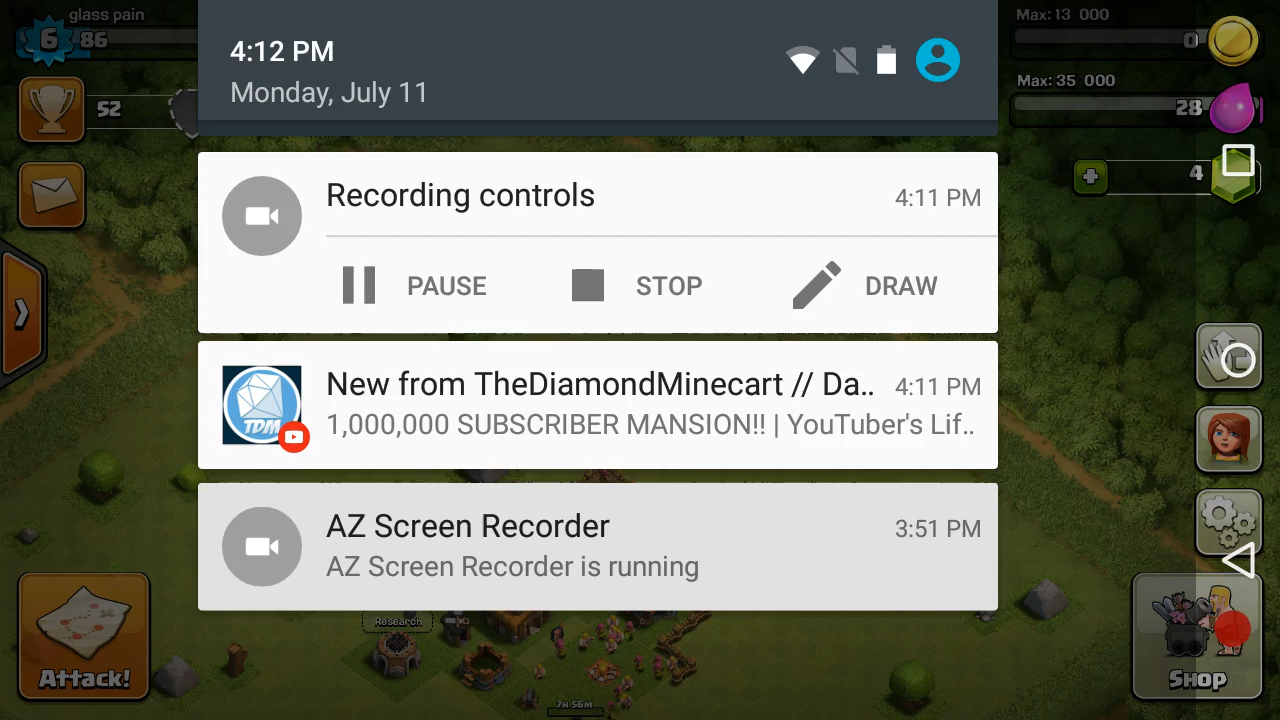 glass pain
6
86
52
4:12 PM
Monday, July 11
Max: 13 000
0
Max: 35 000
28
4
Recording controls
4:11 PM
PAUSE
STOP
DRAW
TDM
New from TheDiamondMinecart // Da..
4:11 PM
1,000,000 SUBSCRIBER MANSION!! | YouTuber's Lif..
AZ Screen Recorder
3:51 PM
AZ Screen Recorder is running
Research
Attack!
Shop
7h 56m